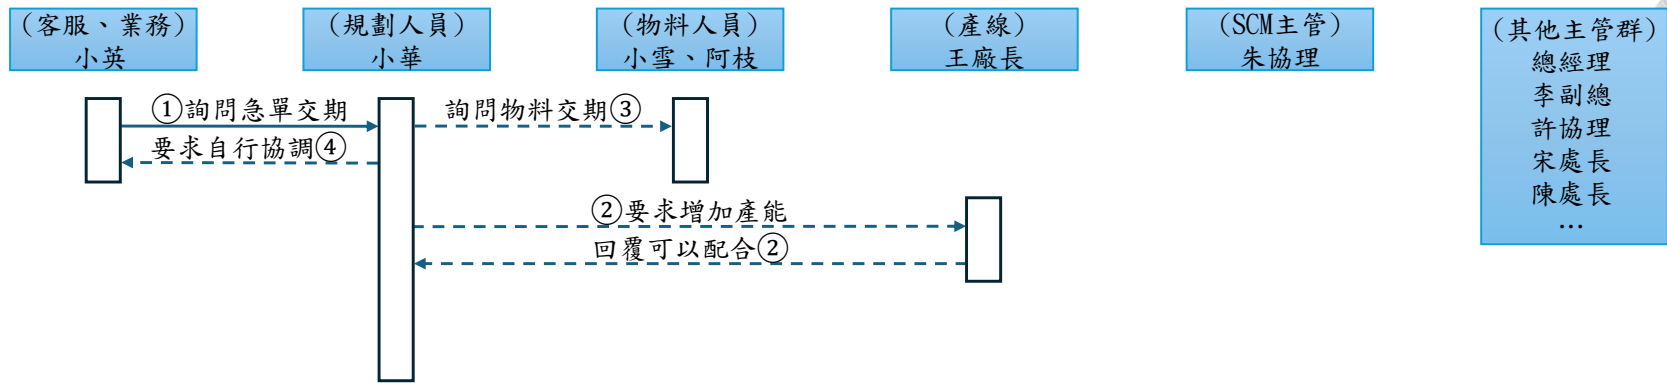 (客服、業務)
小英
(規劃人員)
小華
(物料人員)
小雪、阿枝
(產線)
王廠長
(SCM主管)
朱協理
(其他主管群)
總經理
李副總
許協理
宋處長
陳處長
…
①詢問急單交期
詢問物料交期③
要求自行協調④
②要求增加產能
回覆可以配合②